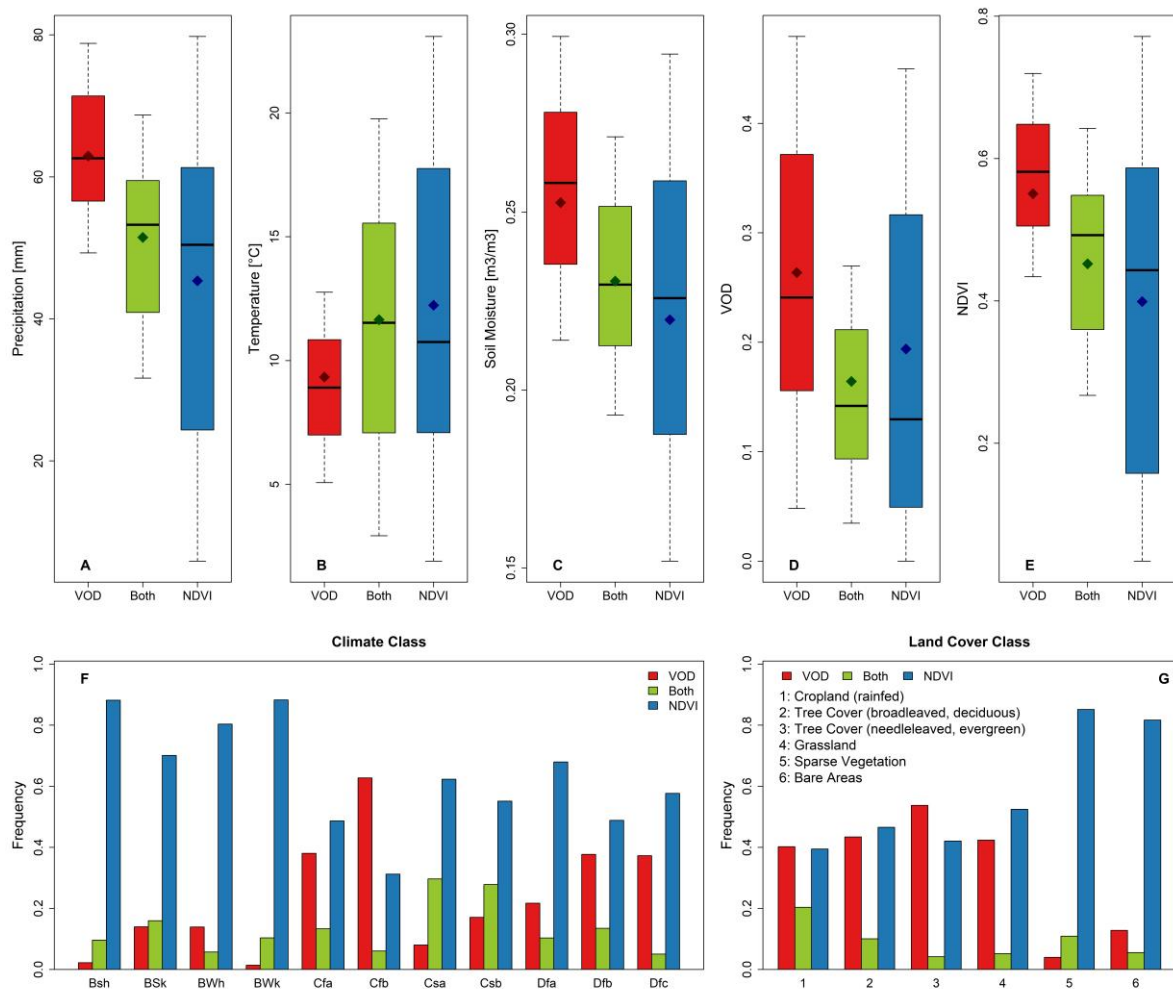 Precipitation [mm]
80
60
40
20
A
VOD Both NDVI
Temperature [°C]
20
15
10
5
B
VOD Both NDVI
Soil Moisture [m3/m3]
0.30
0.25
0.20
0.15
C
VOD Both NDVI
VOD
0.4
0.3
0.2
0.1
0.0
D
VOD Both NDVI
NDVI
0.8
0.6
0.4
0.2
E
VOD Both NDVI
Climate Class
F
VOD
Both
NDVI
Frequency
1.0
0.8
0.6
0.4
0.2
0.0
Bsh BSk BWh BWk Cfa Cfb Csa Csb Dfa Dfb Dfc
Land Cover Class
G
VOD Both NDVI
1: Cropland (rainfed)
2: Tree Cover (broadleaved, deciduous)
3: Tree Cover (needleleaved, evergreen)
4: Grassland
5: Sparse Vegetation
6: Bare Areas
Frequency
1.0
0.8
0.6
0.4
0.2
0.0
1 2 3 4 5 6